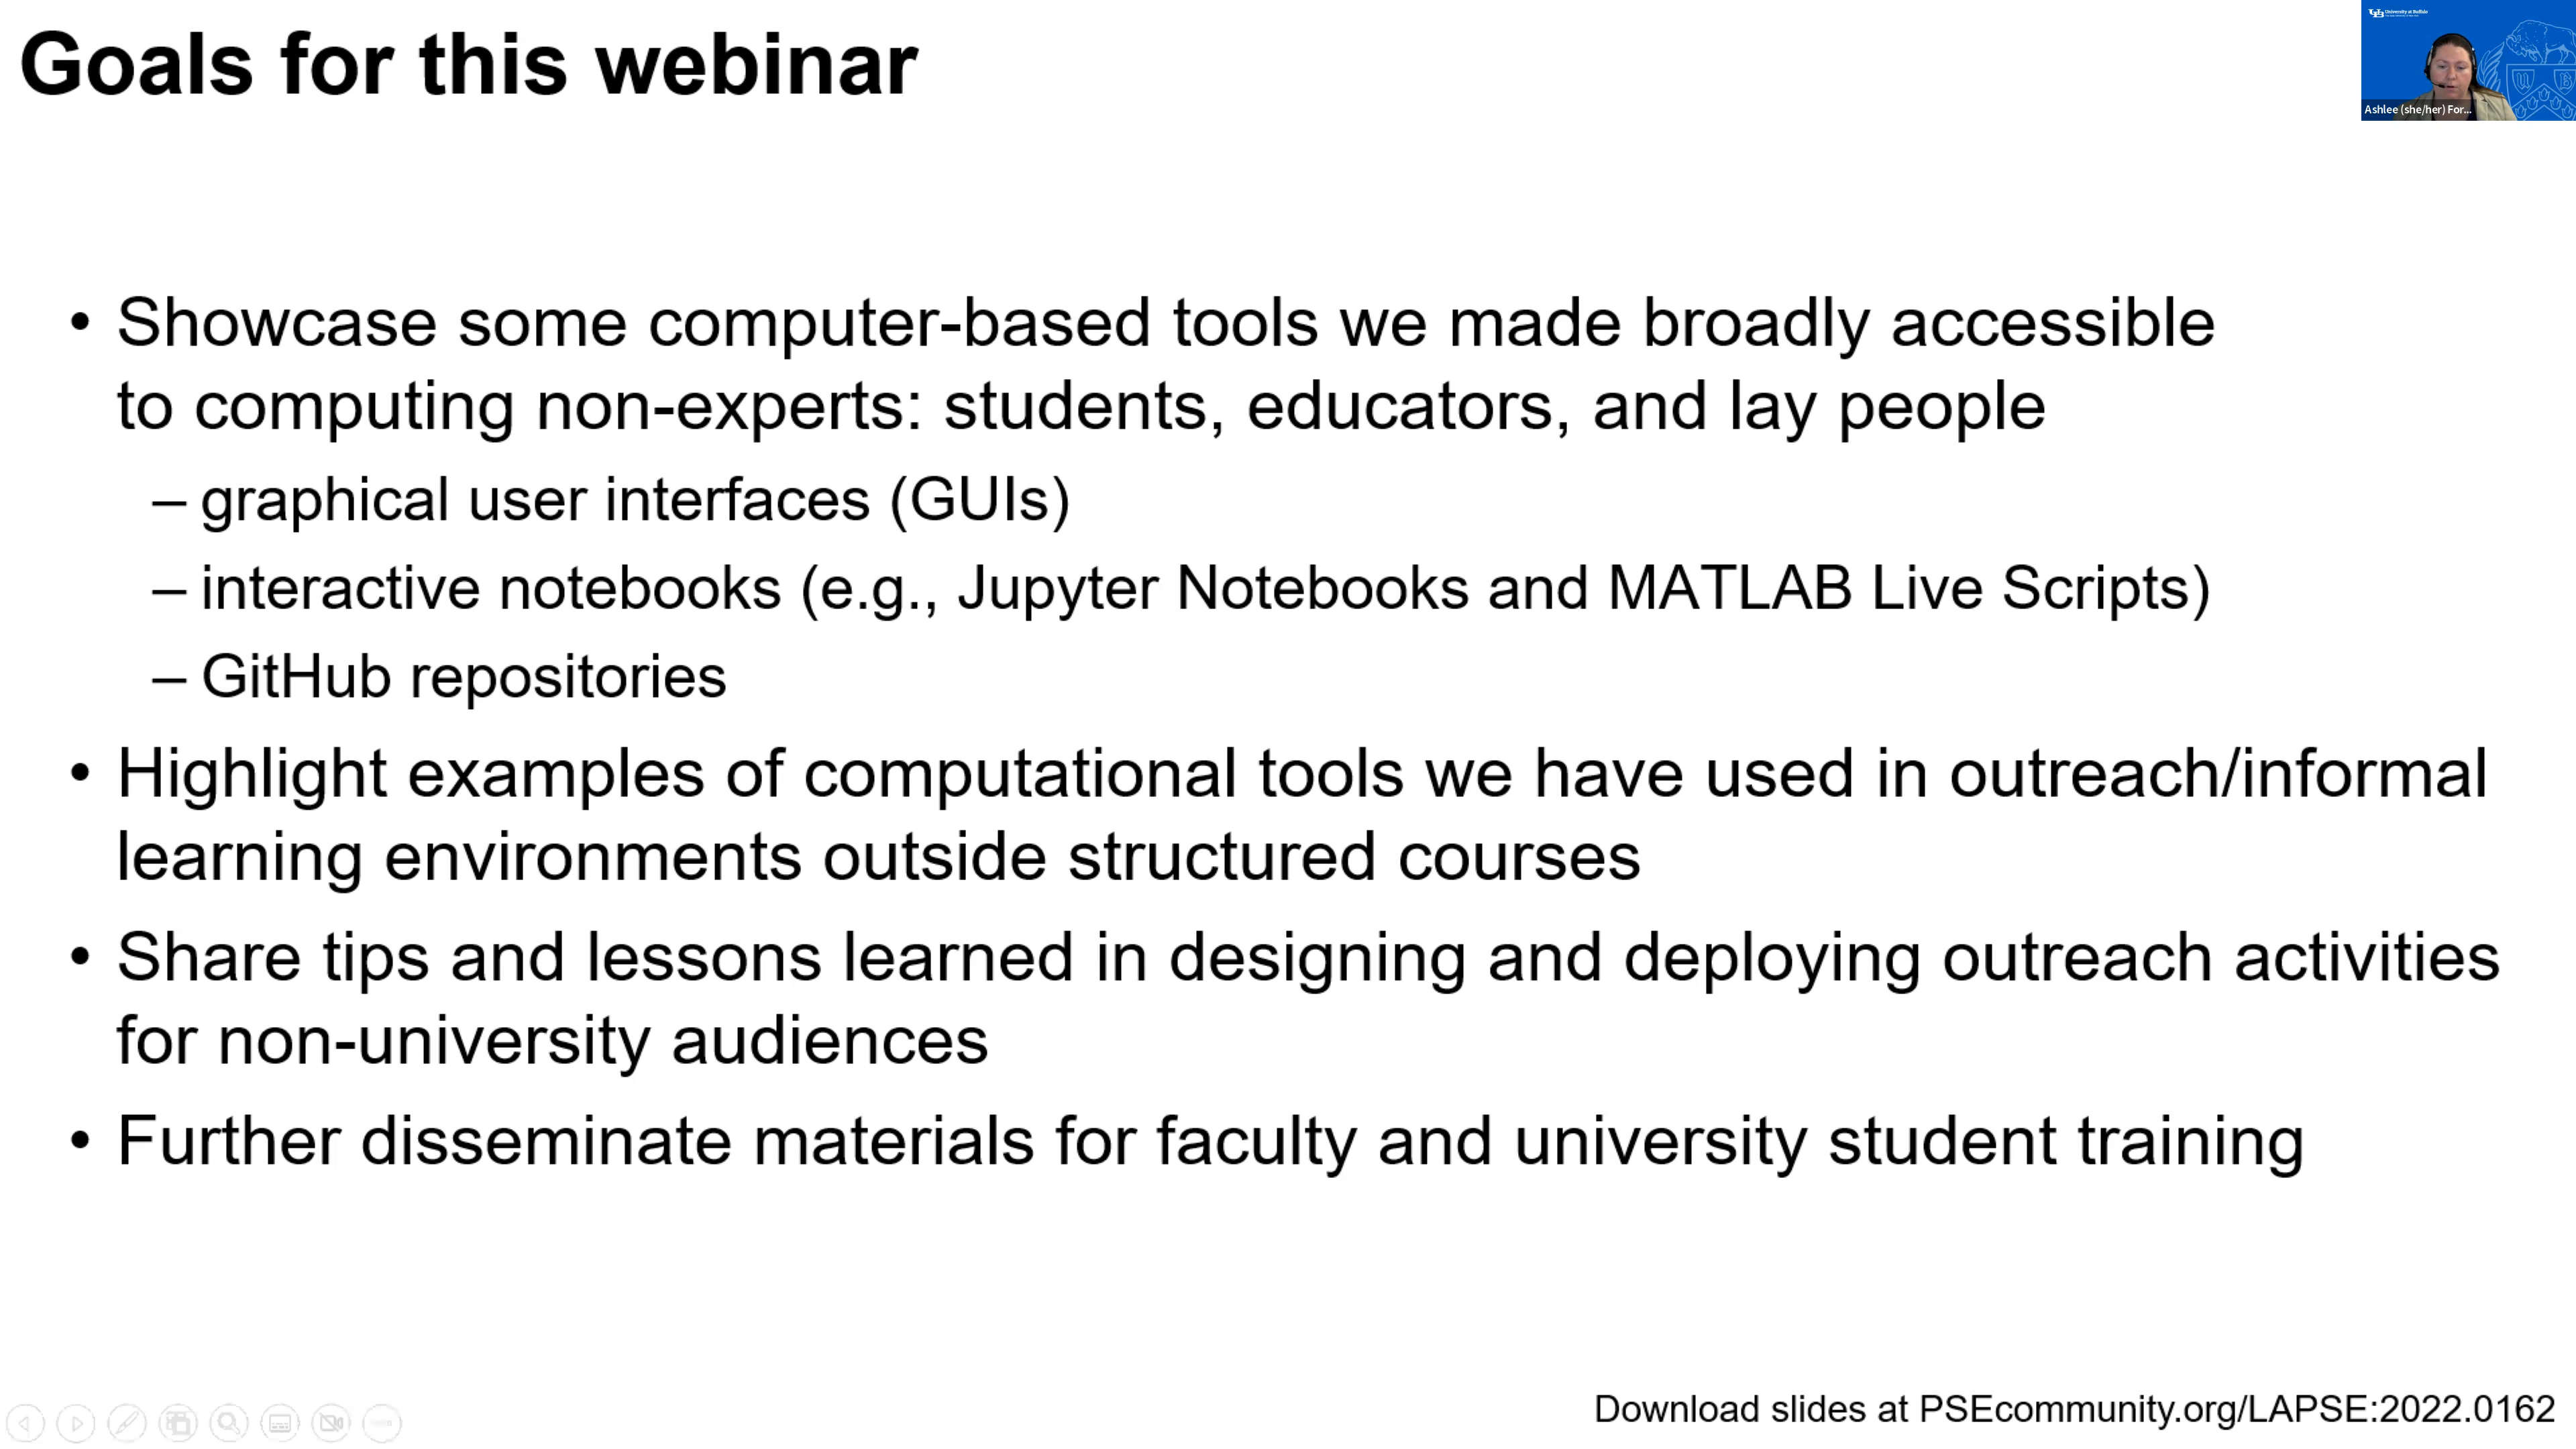 Goals for this webinar
University at Buffalo
Ashlee (she/her) For...
• Showcase some computer-based tools we made broadly accessible
to computing non-experts: students, educators, and lay people
– graphical user interfaces (GUIs)
– interactive notebooks (e.g., Jupyter Notebooks and MATLAB Live Scripts)
– GitHub repositories
• Highlight examples of computational tools we have used in outreach/informal
learning environments outside structured courses
• Share tips and lessons learned in designing and deploying outreach activities
for non-university audiences
• Further disseminate materials for faculty and university student training
Download slides at PSEcommunity.org/LAPSE:2022.0162